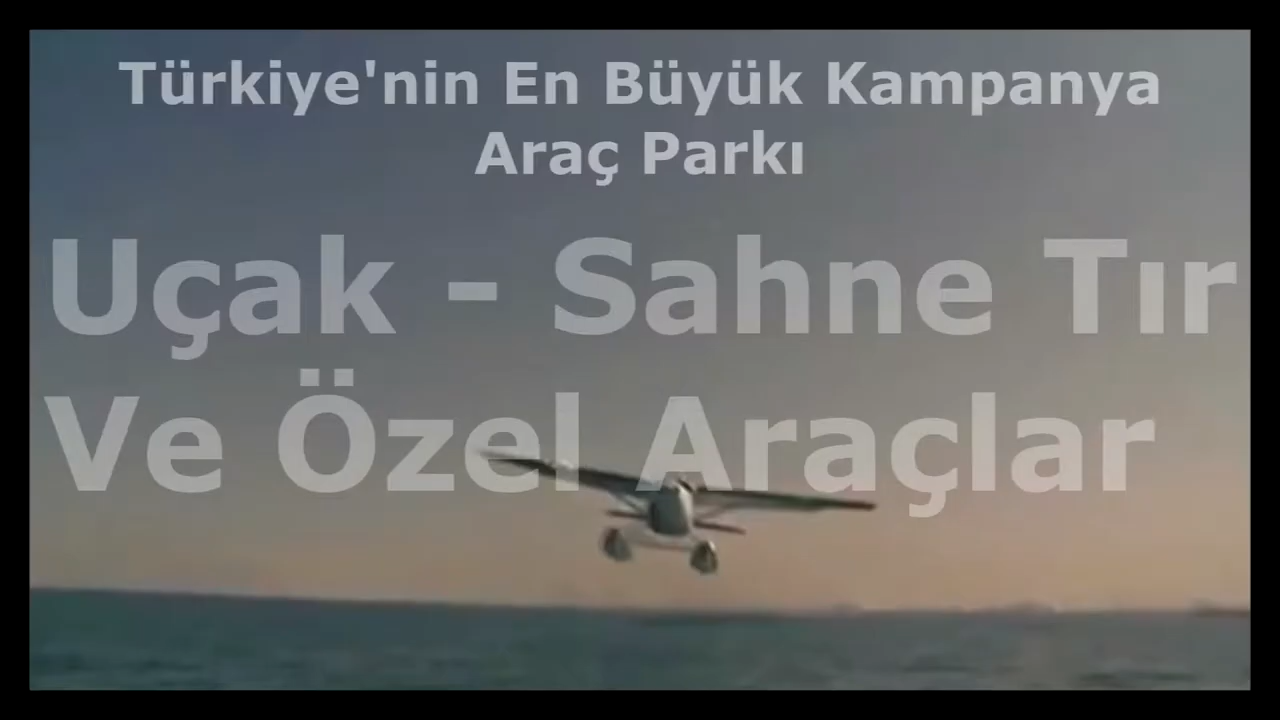 Türkiye'nin En Büyük Kampanya
Araç Parkı
Uçak - Sahne Tır
Ve Özel Araçlar